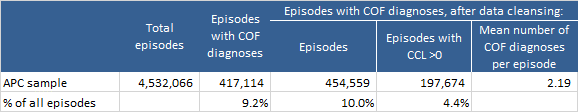 Episodes with COF diagnoses, after data cleansing:
Total episodes
Episodes with COF diagnoses
Episodes
Episodes with CCL >0
Mean number of COF diagnoses per episode
APC sample 4,532,066 417,114 454,559 197,674 2.19
% of all episodes 9.2% 10.0% 4.4%